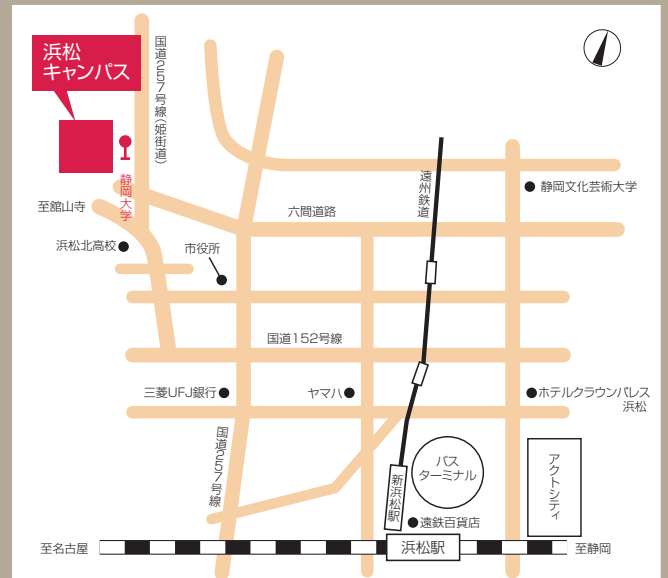 浜松
キャンパス
国道257号線(姫街道)
静岡大学
至舘山寺
浜松北高校
市役所
六間道路
遠州鉄道
静岡文化芸術大学
国道152号線
三菱UFJ銀行
ヤマハ
ホテルクラウンパレス
浜松
国道257号線
バス
ターミナル
アクトシティ
新浜松駅
遠鉄百貨店
至名古屋
浜松駅
至静岡